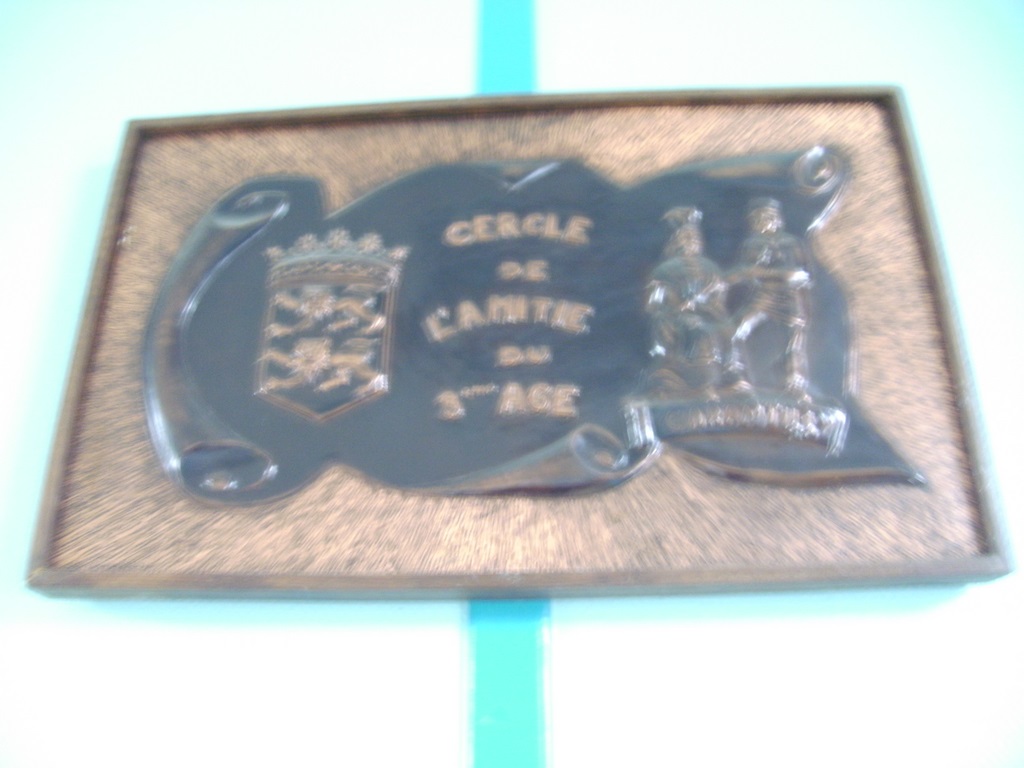 CERCLE
DE
L'AMITIE
DU
3ème AGE